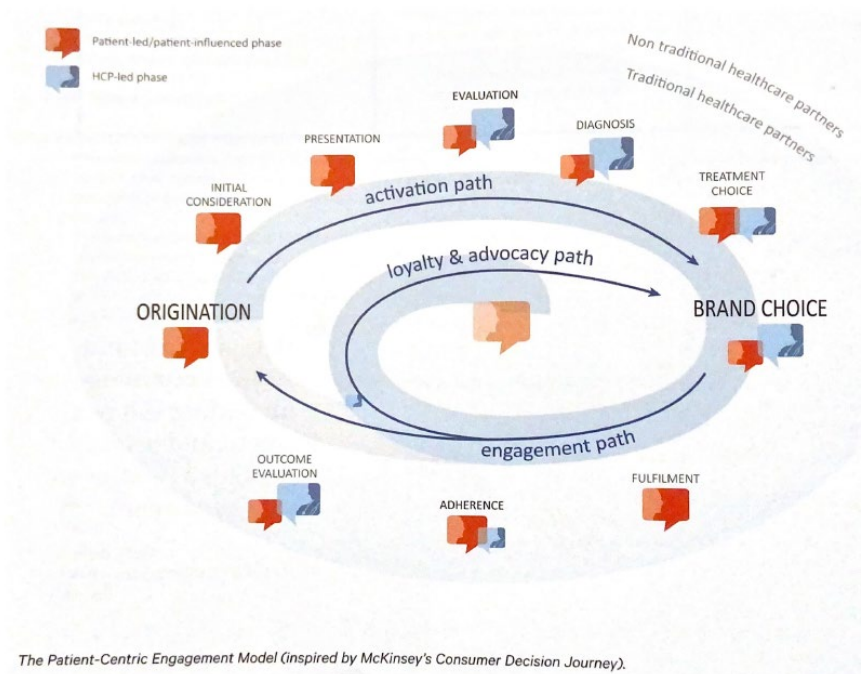 Patient-led/patient-influenced phase
HCP-led phase
Non traditional healthcare partners
Traditional healthcare partners
EVALUATION
DIAGNOSIS
PRESENTATION
TREATMENT
CHOICE
INITIAL
CONSIDERATION
activation path
loyalty & advocacy path
ORIGINATION
BRAND CHOICE
engagement path
OUTCOME
EVALUATION
FULFILMENT
ADHERENCE
The Patient-Centric Engagement Model (inspired by McKinsey's Consumer Decision Journey).